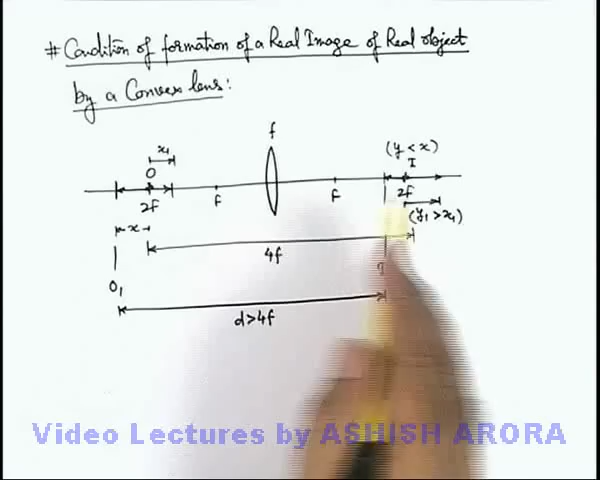 # Condition of formation of a Real Image of Real object
by a Convex lens:
f
x₁
(y < x)
O
I
2f
f
f
2f
(y₁ > x₁)
x
4f
O₁
d>4f
Video Lectures by ASHISH ARORA